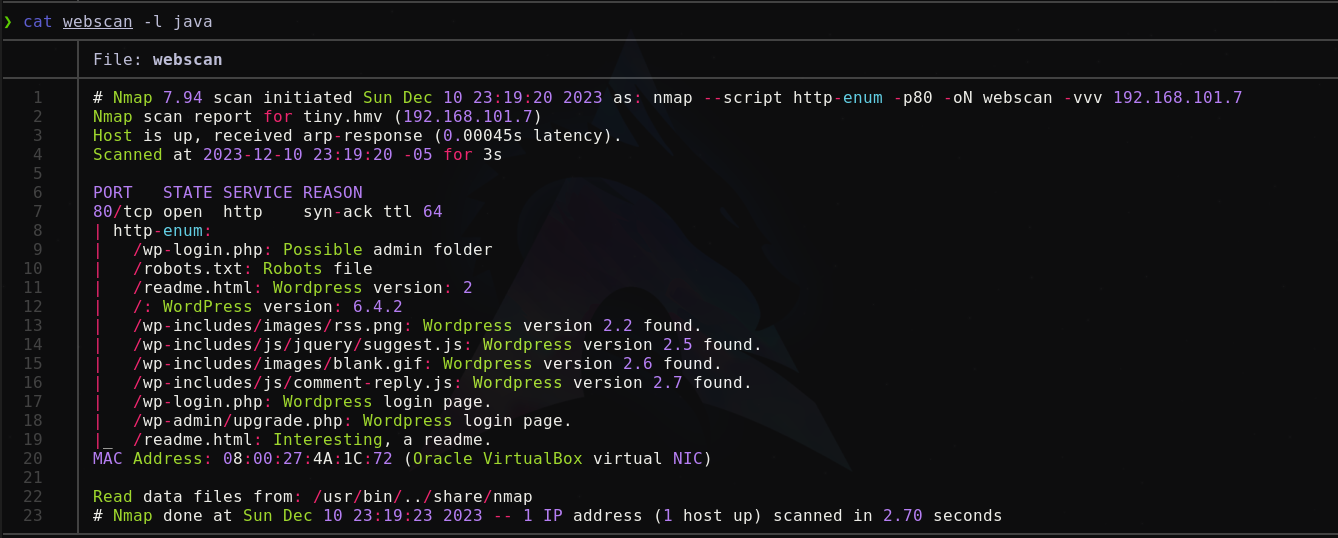 ❯ cat webscan -l java
File: webscan
1 # Nmap 7.94 scan initiated Sun Dec 10 23:19:20 2023 as: nmap --script http-enum -p80 -oN webscan -vvv 192.168.101.7
2 Nmap scan report for tiny.hmv (192.168.101.7)
3 Host is up, received arp-response (0.00045s latency).
4 Scanned at 2023-12-10 23:19:20 -05 for 3s
5
6 PORT   STATE SERVICE REASON
7 80/tcp open  http    syn-ack ttl 64
8 | http-enum:
9 |   /wp-login.php: Possible admin folder
10 |   /robots.txt: Robots file
11 |   /readme.html: Wordpress version: 2
12 |   /: WordPress version: 6.4.2
13 |   /wp-includes/images/rss.png: Wordpress version 2.2 found.
14 |   /wp-includes/js/jquery/suggest.js: Wordpress version 2.5 found.
15 |   /wp-includes/images/blank.gif: Wordpress version 2.6 found.
16 |   /wp-includes/js/comment-reply.js: Wordpress version 2.7 found.
17 |   /wp-login.php: Wordpress login page.
18 |   /wp-admin/upgrade.php: Wordpress login page.
19 |_  /readme.html: Interesting, a readme.
20 MAC Address: 08:00:27:4A:1C:72 (Oracle VirtualBox virtual NIC)
21
22 Read data files from: /usr/bin/../share/nmap
23 # Nmap done at Sun Dec 10 23:19:23 2023 -- 1 IP address (1 host up) scanned in 2.70 seconds